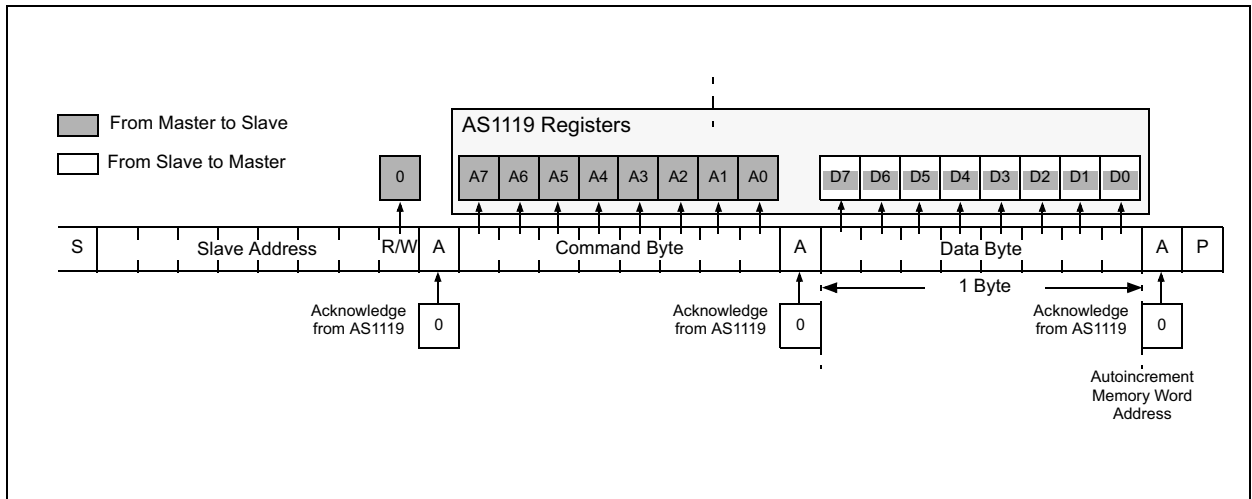 From Master to Slave
From Slave to Master
AS1119 Registers
0 A7 A6 A5 A4 A3 A2 A1 A0 D7 D6 D5 D4 D3 D2 D1 D0
S Slave Address R/W A Command Byte A Data Byte A P
1 Byte
Acknowledge
from AS1119
0
Acknowledge
from AS1119
0
Acknowledge
from AS1119
0
Autoincrement
Memory Word
Address